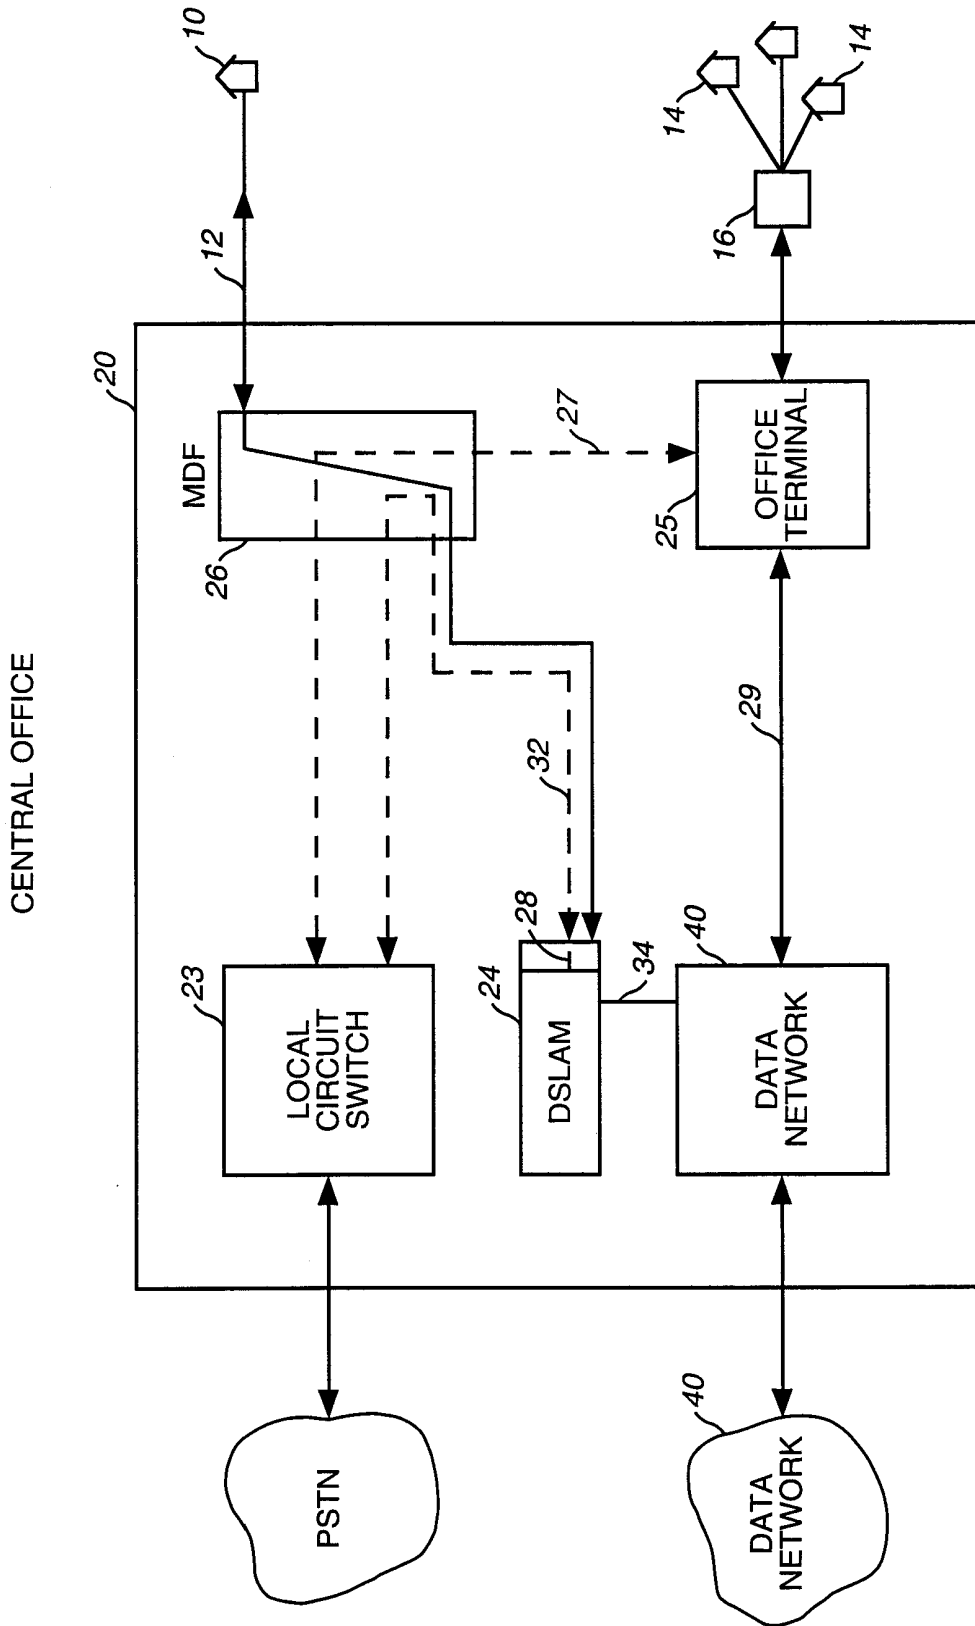 CENTRAL OFFICE
20
10
12
MDF
26
27
14
14
16
25
OFFICE
TERMINAL
23
LOCAL
CIRCUIT
SWITCH
32
24
28
DSLAM
34
29
40
DATA
NETWORK
PSTN
40
DATA
NETWORK